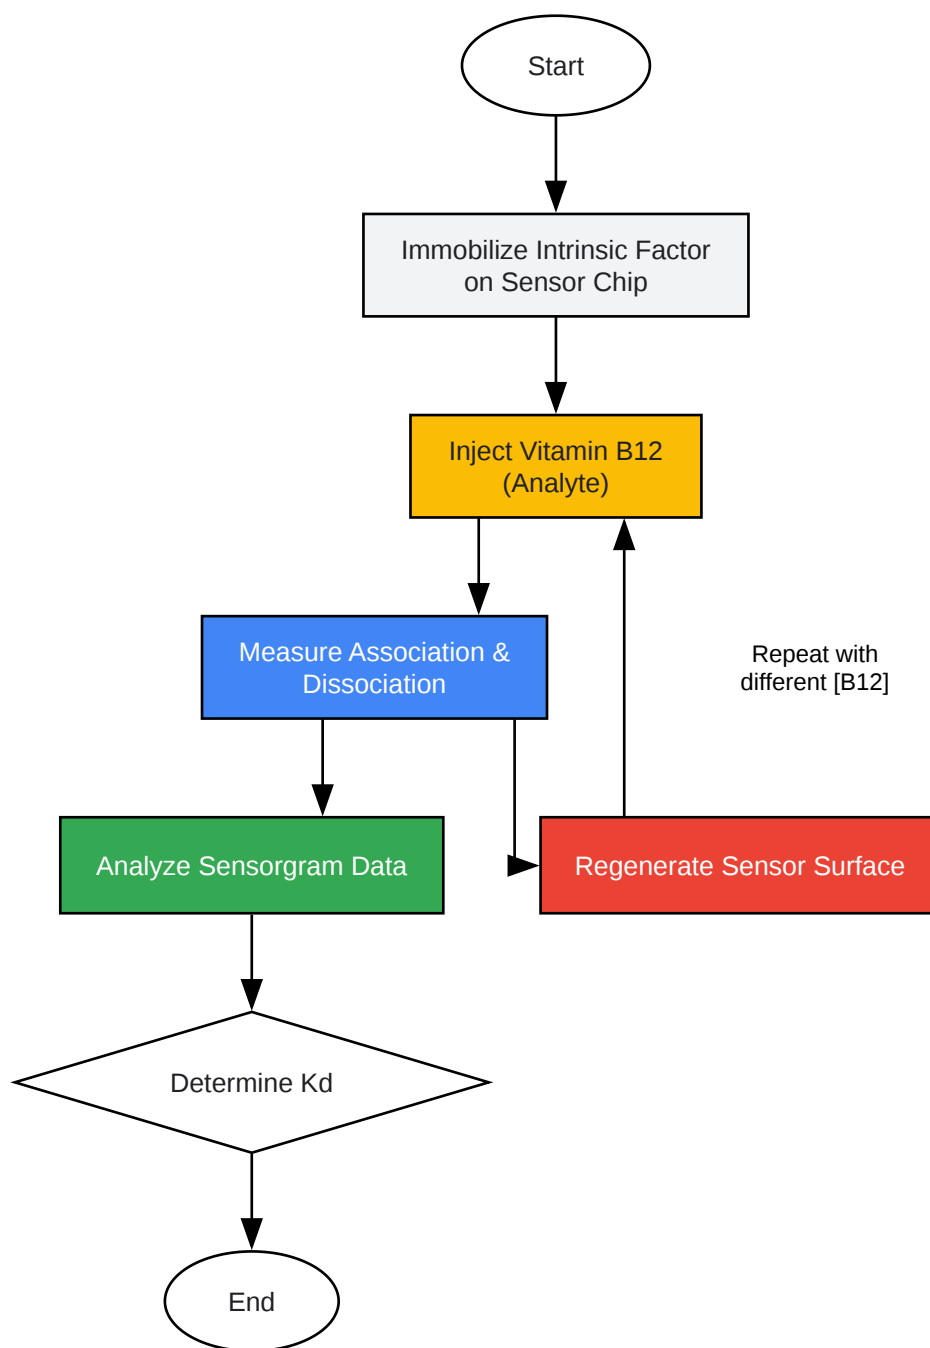 Start
Immobilize Intrinsic Factor
on Sensor Chip
Inject Vitamin B12
(Analyte)
Measure Association &
Dissociation
Repeat with
different [B12]
Analyze Sensorgram Data
Regenerate Sensor Surface
Determine Kd
End